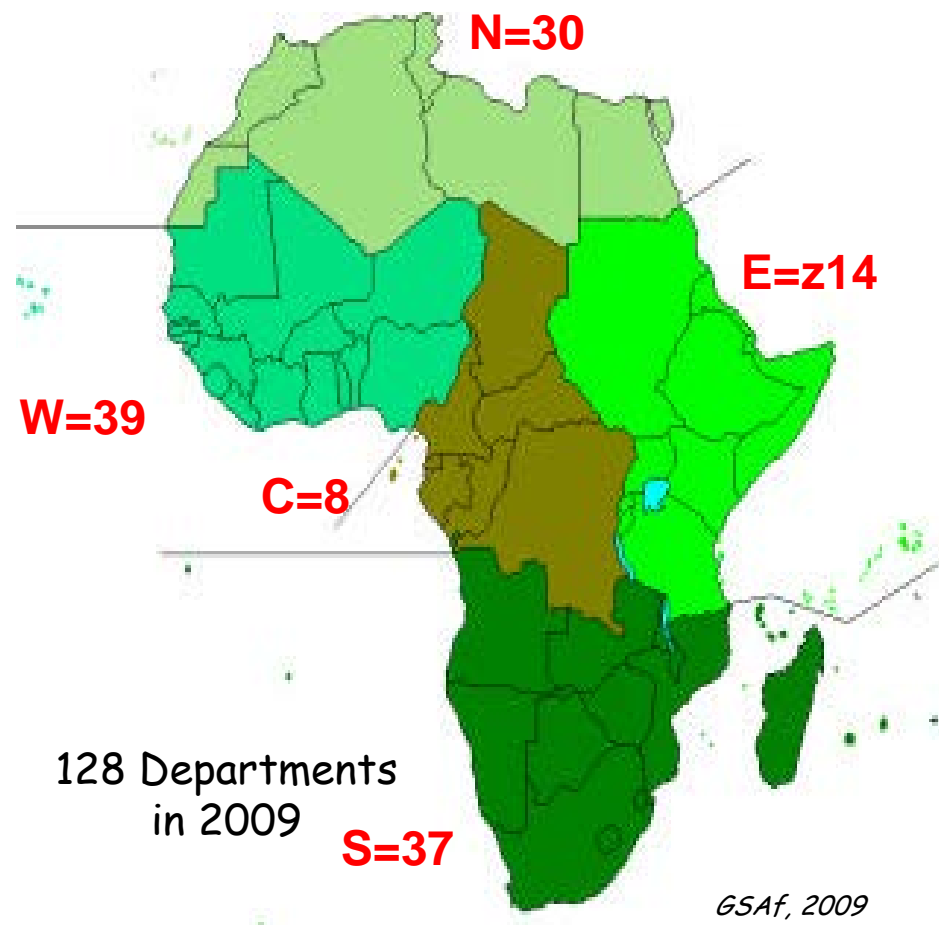 N=30
E=z14
W=39
C=8
128 Departments
in 2009
S=37
GSAf, 2009